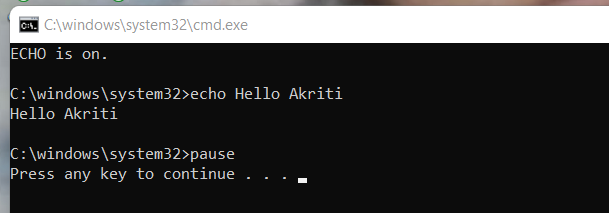 C:\windows\system32\cmd.exe
ECHO is on.
C:\windows\system32>echo Hello Akriti
Hello Akriti
C:\windows\system32>pause
Press any key to continue . . .